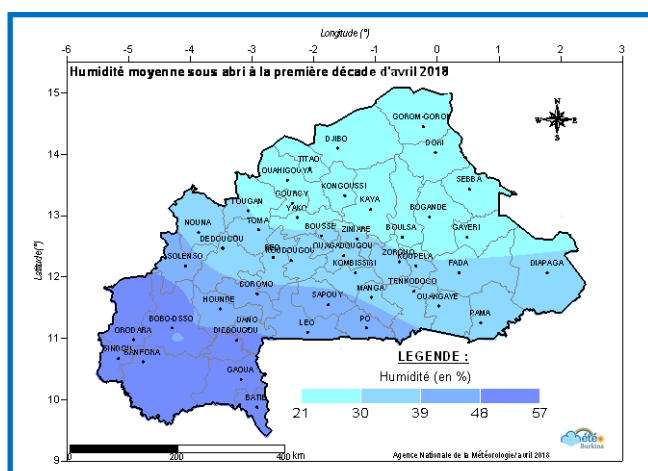 Longitude (°)
-6 -5 -4 -3 -2 -1 0 1 2 3
Humidité moyenne sous abri à la première décade d'avril 2018
15
N
W E
S
GOROM-GOROM
DJIBO
DORI
14
TITAO
OUAHIGOUYA
SEBBA
KONGOUSSI
GOURCY
KAYA
TOUGAN
YAKO
BOGANDE
13
NOUNA
TOMA
BOUSSE
ZINIARE
BOULSA
GAYERI
DEDOUGOU
OUAGADOUGOU
REO
KOUDOUGOU
ZORGHO
KOUPELA
SOLENSO
KOMBISSIRI
FADA
DIAPAGA
12
TENKODOGO
BOROMO
MANGA
OUARGAYE
HOUNDE
SAPOUY
PAMA
BOBO-DSSO
DANO
LEO
PO
ORODARA
DIEBOUGOU
11
SINDOU
BANFORA
GAOUA
BATIE
10
9
Latitude(°)
LEGENDE :
Humidité (en %)
21 30 39 48 57
0 200 400 km
Agence Nationale de la Météorologie/avril 2018
météo
Burkina